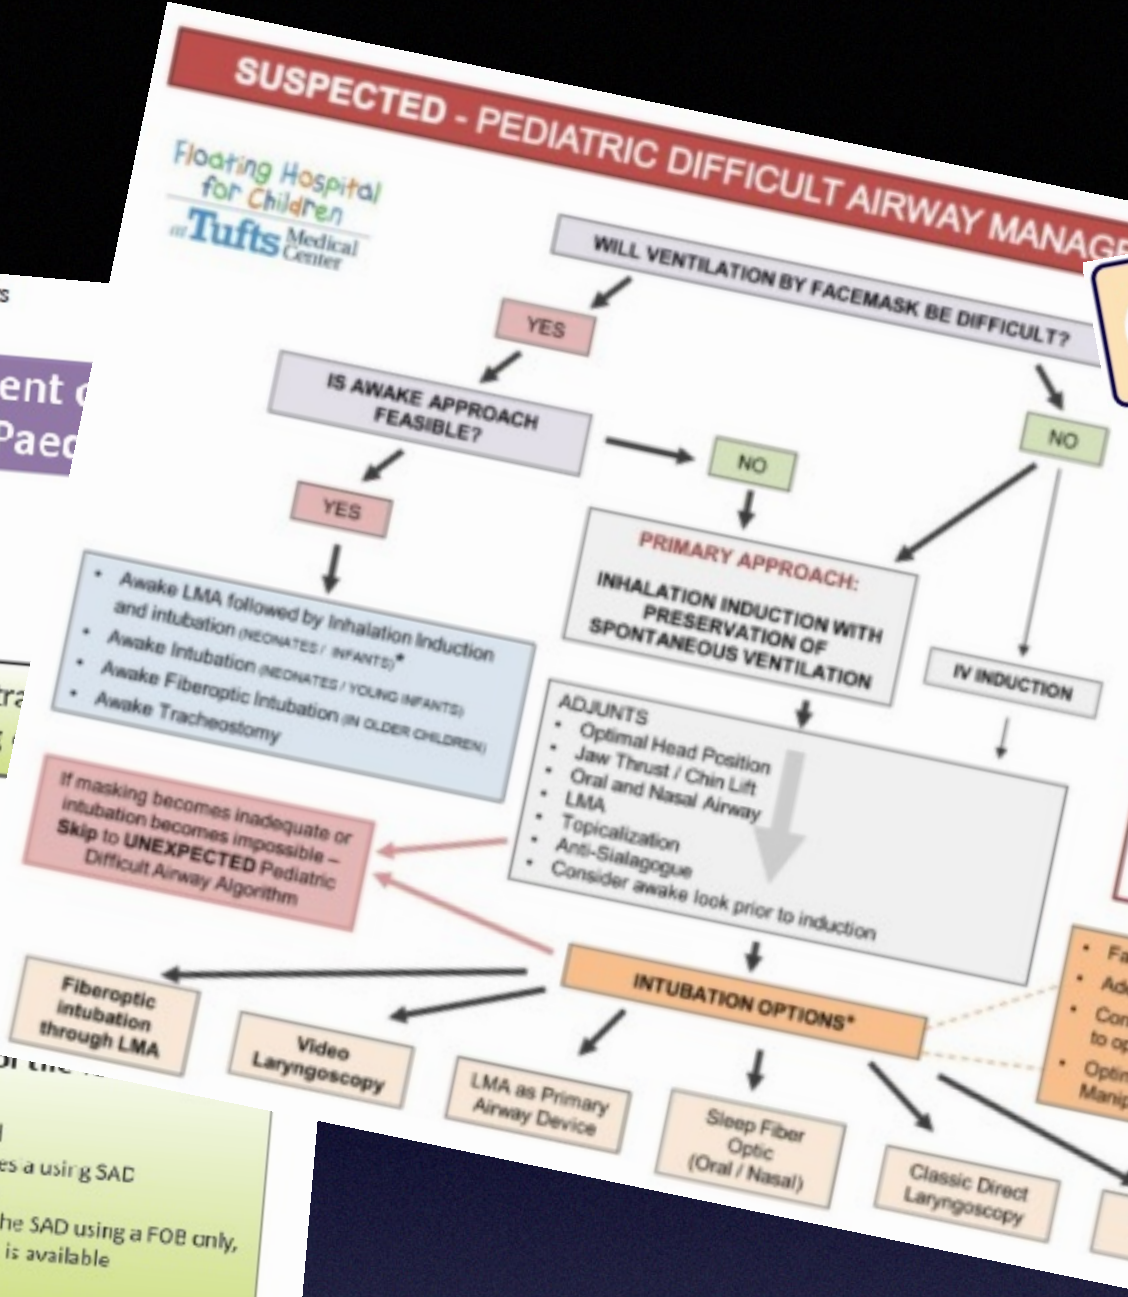 SUSPECTED - PEDIATRIC DIFFICULT AIRWAY
Floating Hospital
for Children
at Tufts Medical
Center
WILL VENTILATION BY FACEMASK BE DIFFICULT?
YES
IS AWAKE APPROACH
FEASIBLE?
NO
NO
YES
PRIMARY APPROACH:
INHALATION INDUCTION WITH
PRESERVATION OF
SPONTANEOUS VENTILATION
IV INDUCTION
• Awake LMA followed by Inhalation Induction
and intubation (NEONATES / INFANTS)*
• Awake Intubation (NEONATES / YOUNG INFANTS)
• Awake Fiberoptic Intubation (IN OLDER CHILDREN)
• Awake Tracheostomy
ADJUNTS
• Optimal Head Position
• Jaw Thrust / Chin Lift
• Oral and Nasal Airway
• LMA
• Topicalization
• Anti-Sialagogue
• Consider awake look prior to induction
If masking becomes inadequate or
intubation becomes impossible –
Skip to UNEXPECTED Pediatric
Difficult Airway Algorithm
INTUBATION OPTIONS*
Fiberoptic
intubation
through LMA
Video
Laryngoscopy
LMA as Primary
Airway Device
Sleep Fiber
Optic
(Oral / Nasal)
Classic Direct
Laryngoscopy
to
using SAD
he SAD using a FOB only,
is available